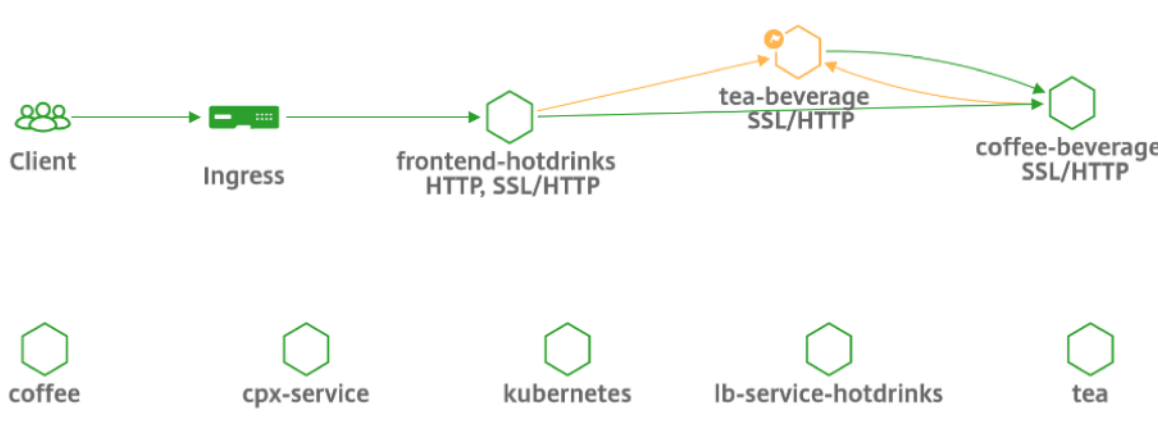 tea-beverage
SSL/HTTP
Client
Ingress
frontend-hotdrinks
HTTP, SSL/HTTP
coffee-beverage
SSL/HTTP
coffee
cpx-service
kubernetes
lb-service-hotdrinks
tea